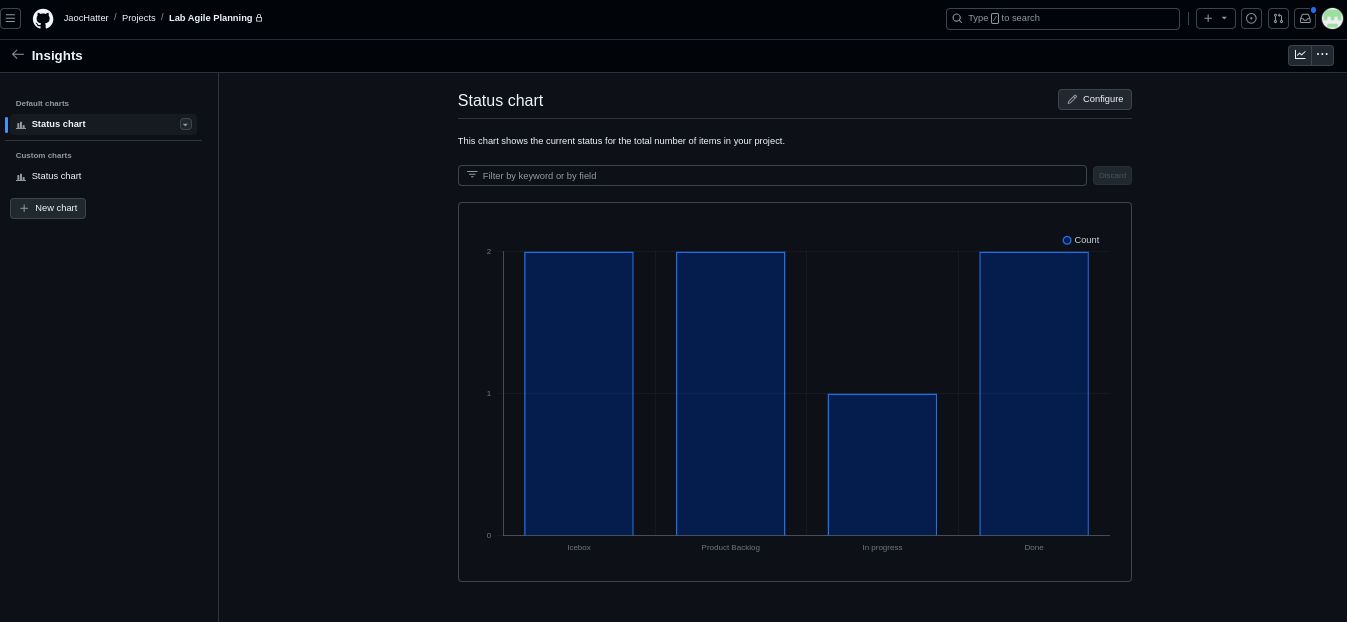 JaocHatter / Projects / Lab Agile Planning
Type / to search
Insights
Default charts
Status chart
Custom charts
Status chart
New chart
Status chart
Configure
This chart shows the current status for the total number of items in your project.
Filter by keyword or by field
Discard
Count
2
1
0
Icebox
Product Backlog
In progress
Done